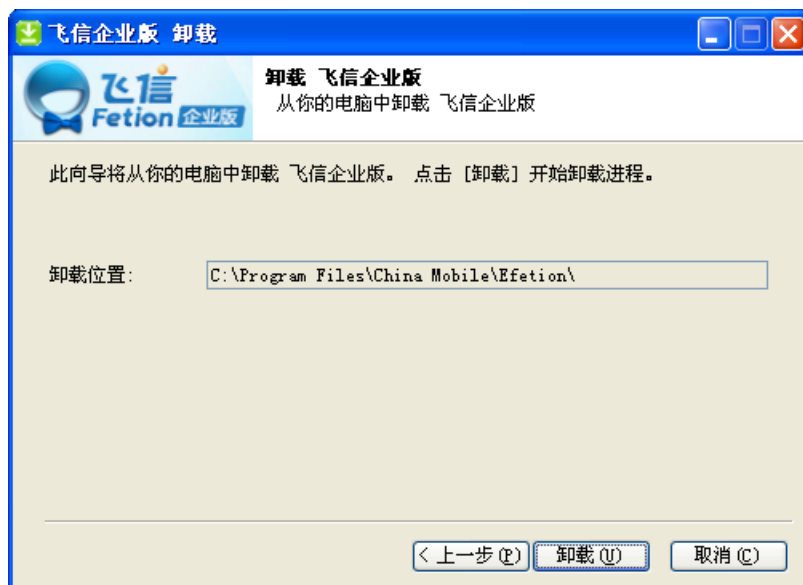 飞信企业版 卸载
飞信
Fetion 企业版
卸载 飞信企业版
从你的电脑中卸载 飞信企业版
此向导将从你的电脑中卸载 飞信企业版。 点击 [卸载] 开始卸载进程。
卸载位置:
C:\Program Files\China Mobile\Efetion\
< 上一步(P)
卸载(U)
取消(C)